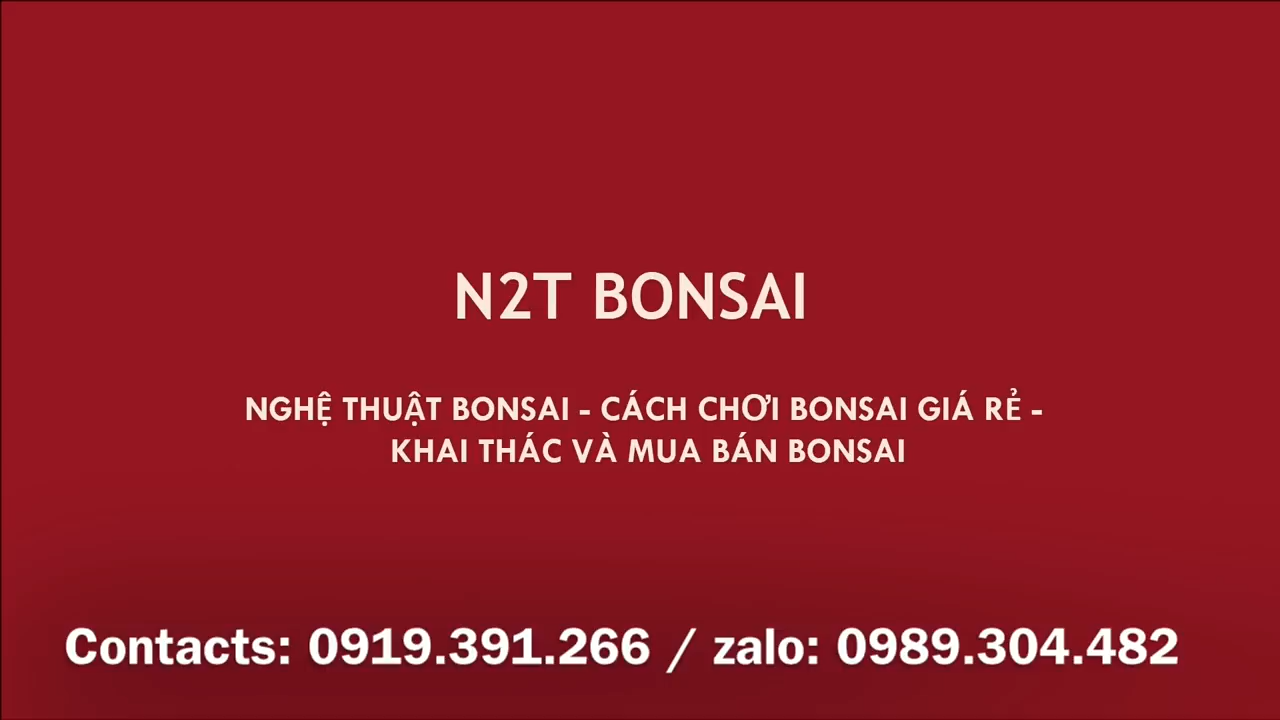 N2T BONSAI
NGHỆ THUẬT BONSAI - CÁCH CHƠI BONSAI GIÁ RẺ -
KHAI THÁC VÀ MUA BÁN BONSAI
Contacts: 0919.391.266 / zalo: 0989.304.482